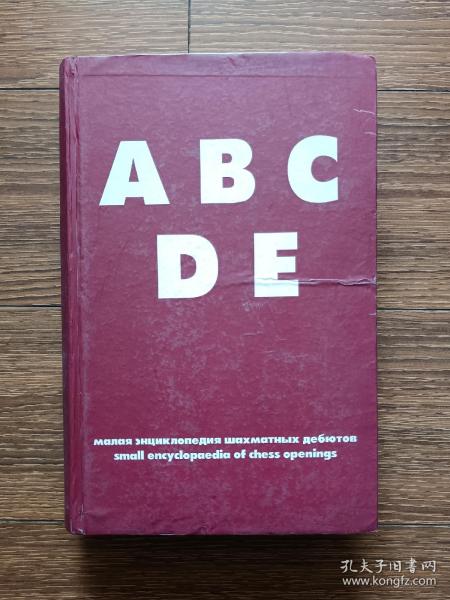 A B C
D E
малая энциклопедия шахматных дебютов
small encyclopaedia of chess openings
孔夫子旧书网
www.kongfz.com